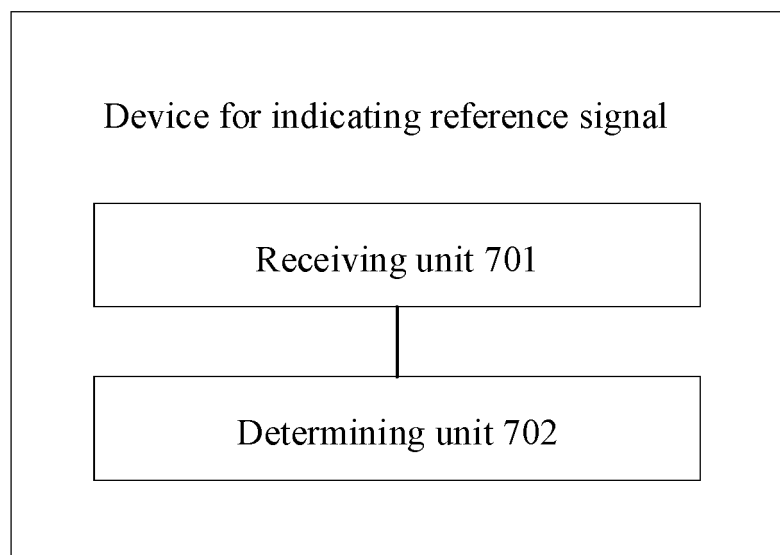 Device for indicating reference signal
Receiving unit 701
Determining unit 702